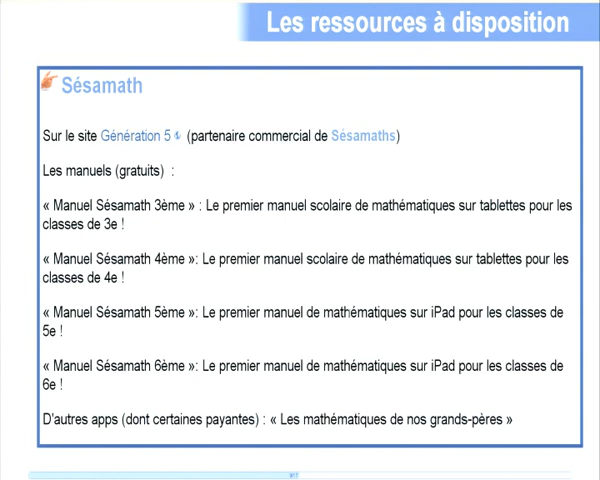 Les ressources à disposition
Sésamath
Sur le site Génération 5 (partenaire commercial de Sésamaths)
Les manuels (gratuits) :
« Manuel Sésamath 3ème » : Le premier manuel scolaire de mathématiques sur tablettes pour les
classes de 3e !
« Manuel Sésamath 4ème »: Le premier manuel scolaire de mathématiques sur tablettes pour les
classes de 4e !
« Manuel Sésamath 5ème »: Le premier manuel de mathématiques sur iPad pour les classes de
5e !
« Manuel Sésamath 6ème »: Le premier manuel de mathématiques sur iPad pour les classes de
6e !
D'autres apps (dont certaines payantes) : « Les mathématiques de nos grands-pères »